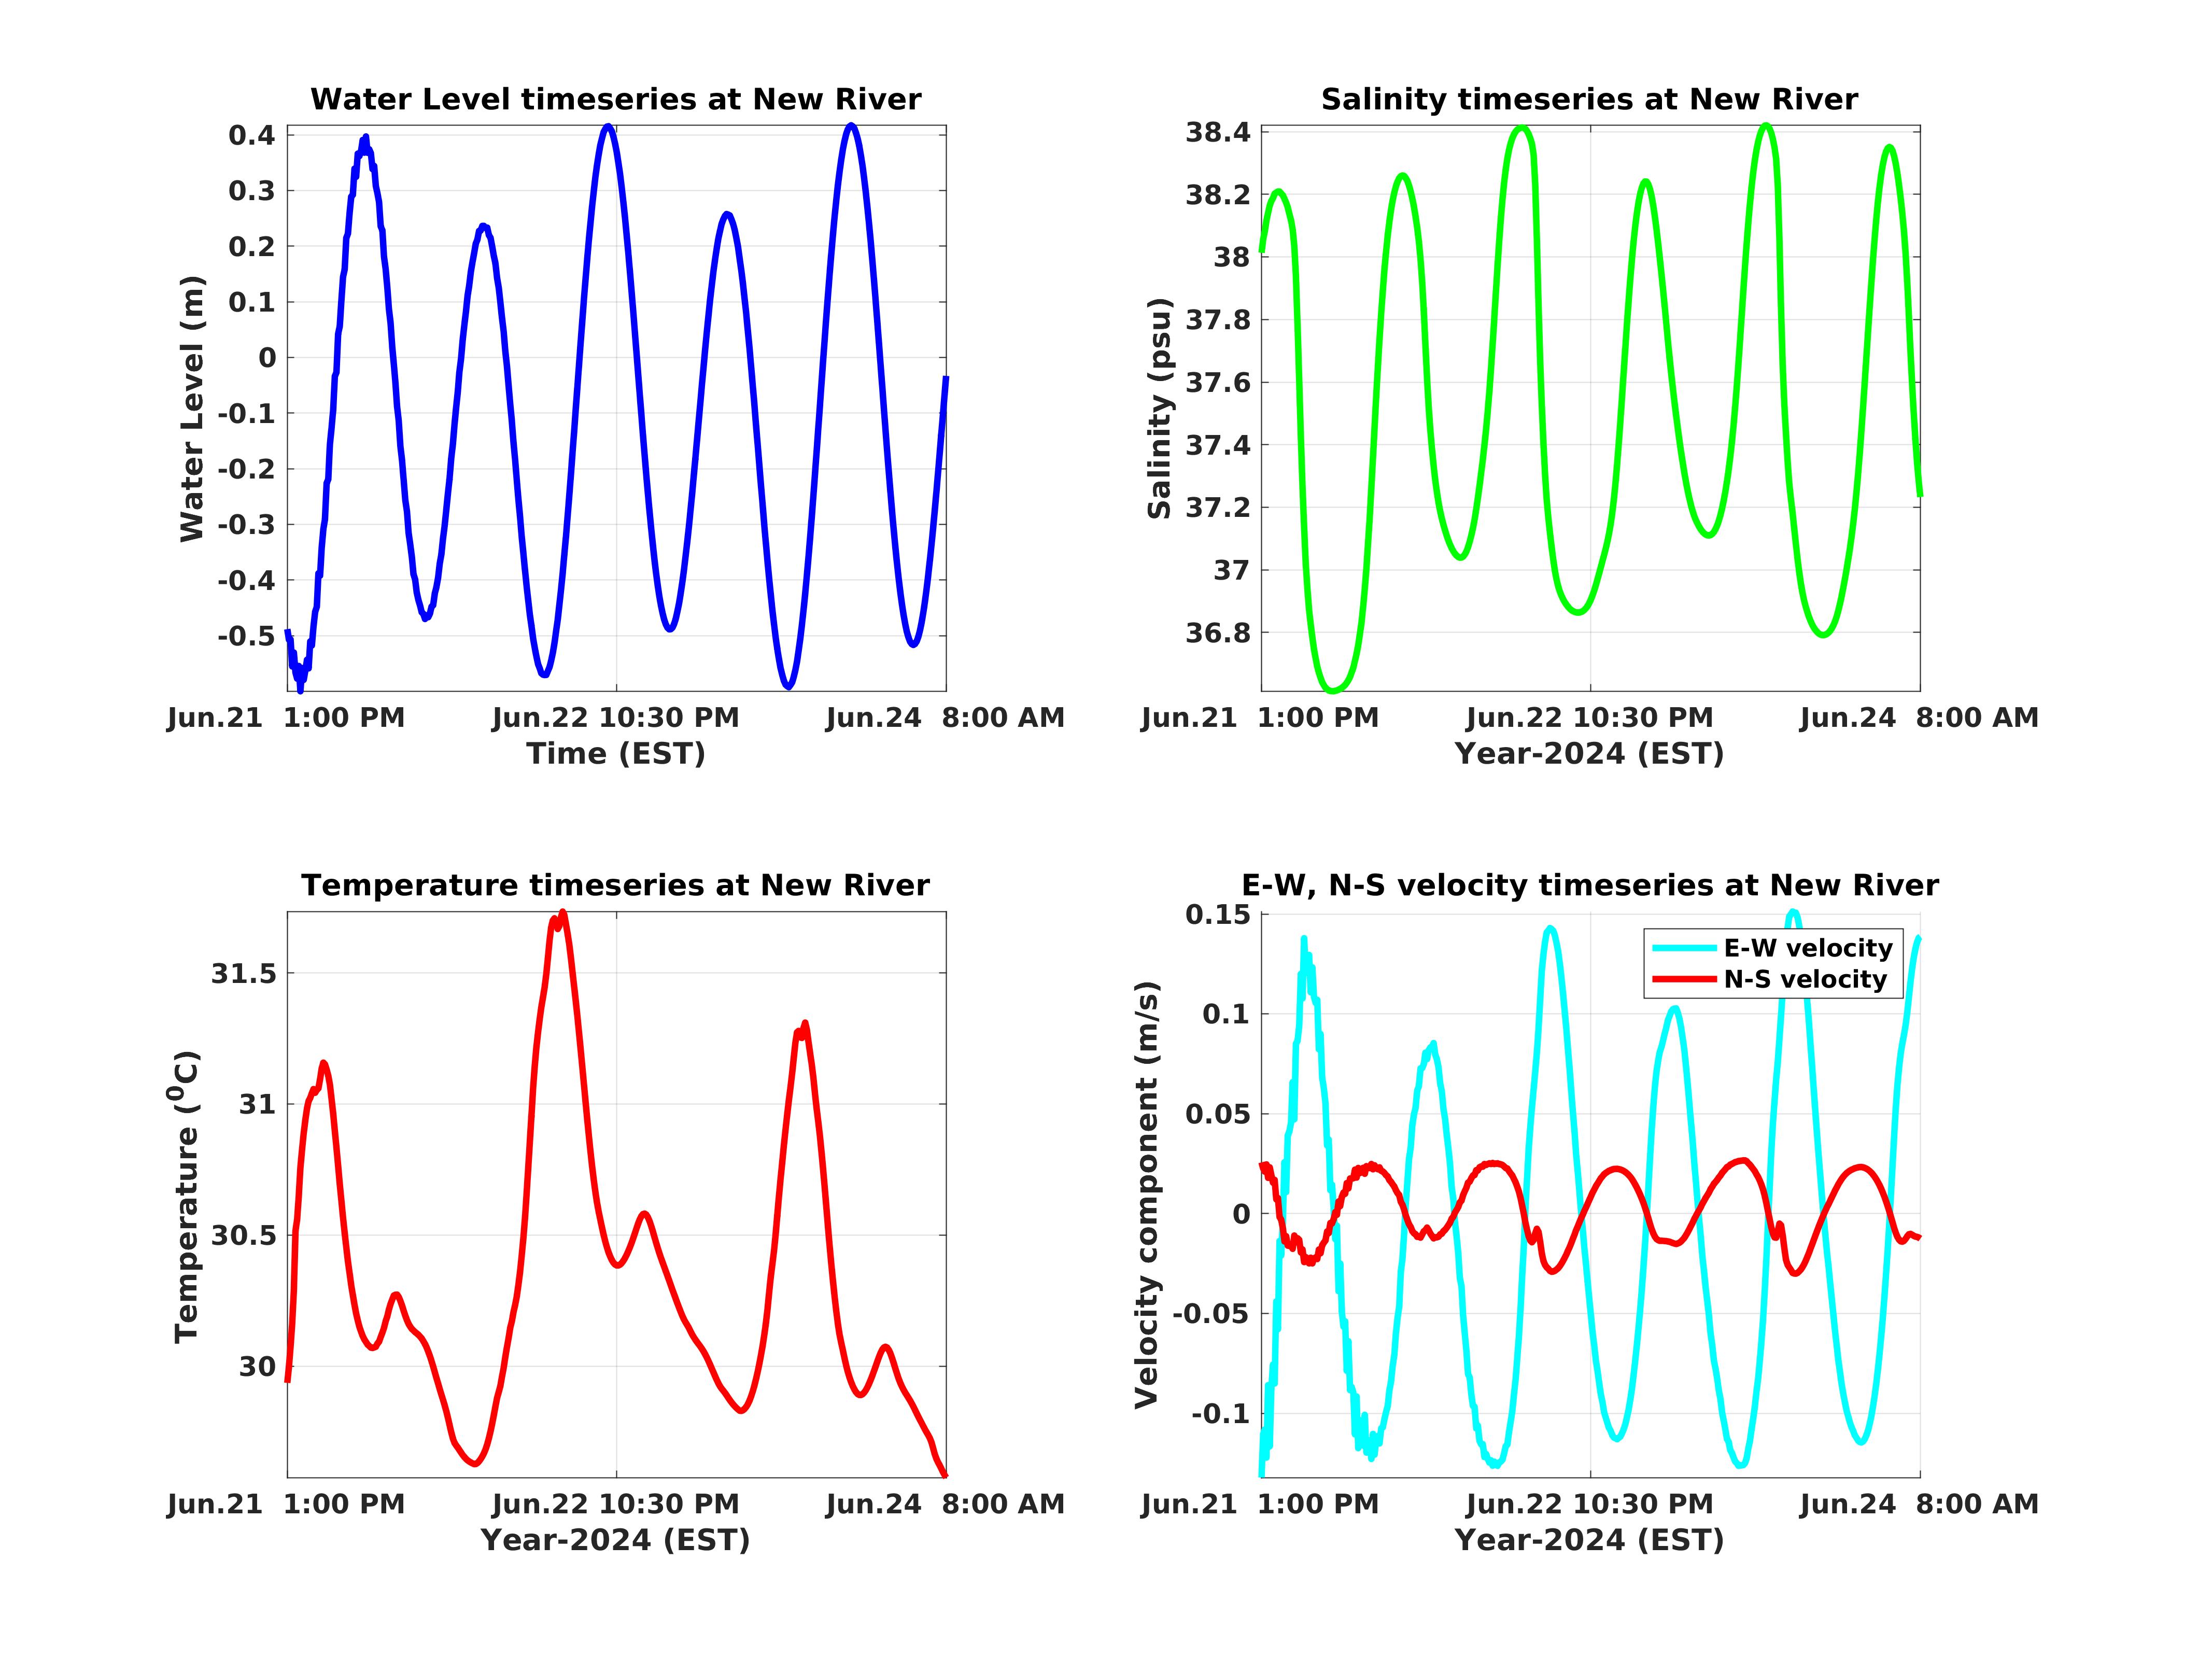 Water Level timeseries at New River
0.4
0.3
0.2
0.1
0
-0.1
-0.2
-0.3
-0.4
-0.5
Water Level (m)
Jun.21 1:00 PM
Jun.22 10:30 PM
Jun.24 8:00 AM
Time (EST)
Salinity timeseries at New River
38.4
38.2
38
37.8
37.6
37.4
37.2
37
36.8
Salinity (psu)
Jun.21 1:00 PM
Jun.22 10:30 PM
Jun.24 8:00 AM
Year-2024 (EST)
Temperature timeseries at New River
31.5
31
30.5
30
Temperature (⁰C)
Jun.21 1:00 PM
Jun.22 10:30 PM
Jun.24 8:00 AM
Year-2024 (EST)
E-W, N-S velocity timeseries at New River
0.15
0.1
0.05
0
-0.05
-0.1
Velocity component (m/s)
E-W velocity
N-S velocity
Jun.21 1:00 PM
Jun.22 10:30 PM
Jun.24 8:00 AM
Year-2024 (EST)